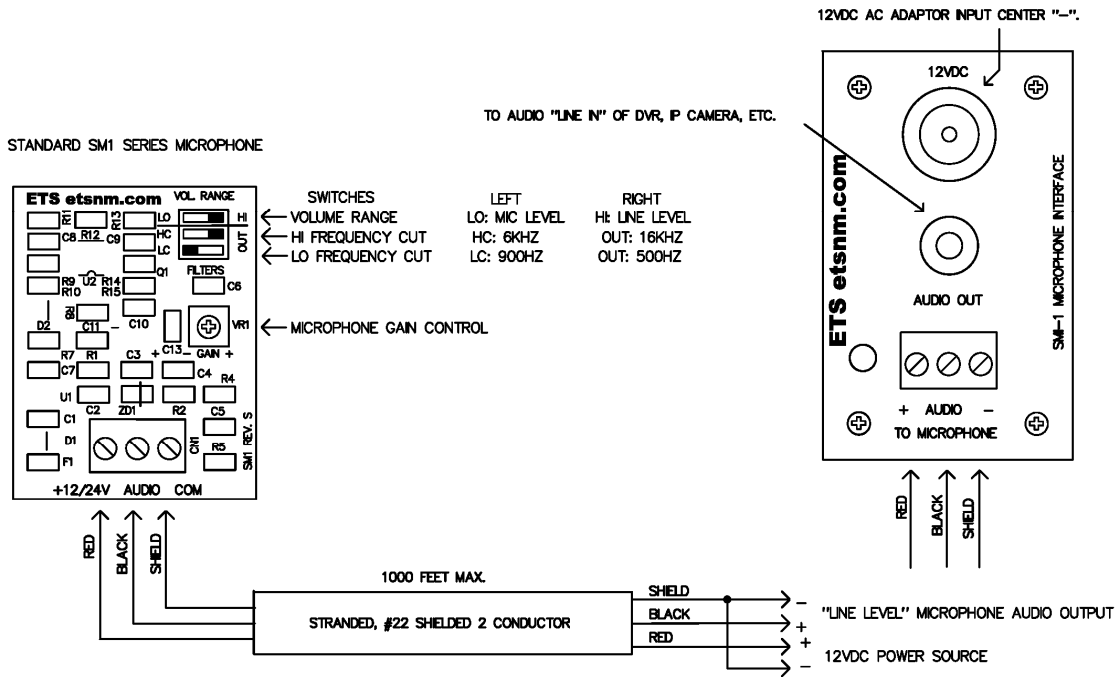 12VDC AC ADAPTOR INPUT CENTER "-".
TO AUDIO "LINE IN" OF DVR, IP CAMERA, ETC.
STANDARD SM1 SERIES MICROPHONE
ETS etsnm.com VOL. RANGE
R11
R12
R13
LO
HI
C8
C9
HC
LC
OUT
Q1
FILTERS
R9
R10
U2
R14
R15
C6
R8
D2
C11
-
C10
C13
VR1
- GAIN +
R7
R1
C3
+
C7
C4
R4
U1
C2
ZD1
R2
C5
C1
D1
F1
CN1
R5
SM1 REV. S
+12/24V AUDIO COM
SWITCHES LEFT RIGHT
VOLUME RANGE LO: MIC LEVEL HI: LINE LEVEL
HI FREQUENCY CUT HC: 6KHZ OUT: 16KHZ
LO FREQUENCY CUT LC: 900HZ OUT: 500HZ
MICROPHONE GAIN CONTROL
12VDC
ETS etsnm.com
SMI-1 MICROPHONE INTERFACE
AUDIO OUT
+ AUDIO -
TO MICROPHONE
RED
BLACK
SHIELD
RED
BLACK
SHIELD
1000 FEET MAX.
STRANDED, #22 SHIELDED 2 CONDUCTOR
SHIELD
BLACK
RED
-
+
"LINE LEVEL" MICROPHONE AUDIO OUTPUT
+
-
12VDC POWER SOURCE